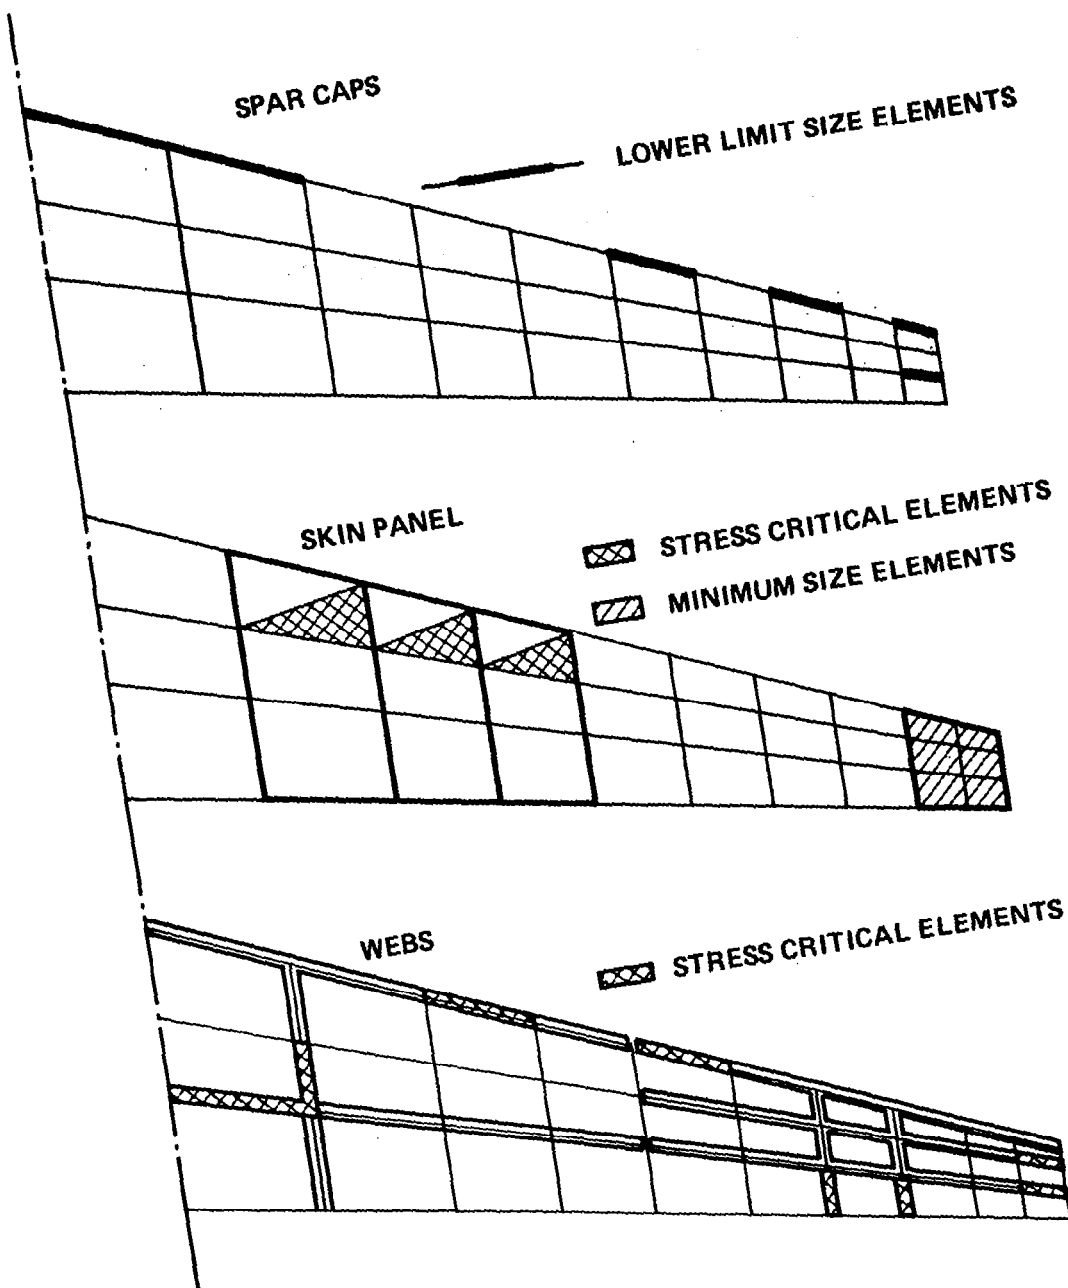 SPAR CAPS
LOWER LIMIT SIZE ELEMENTS
SKIN PANEL
STRESS CRITICAL ELEMENTS
MINIMUM SIZE ELEMENTS
WEBS
STRESS CRITICAL ELEMENTS